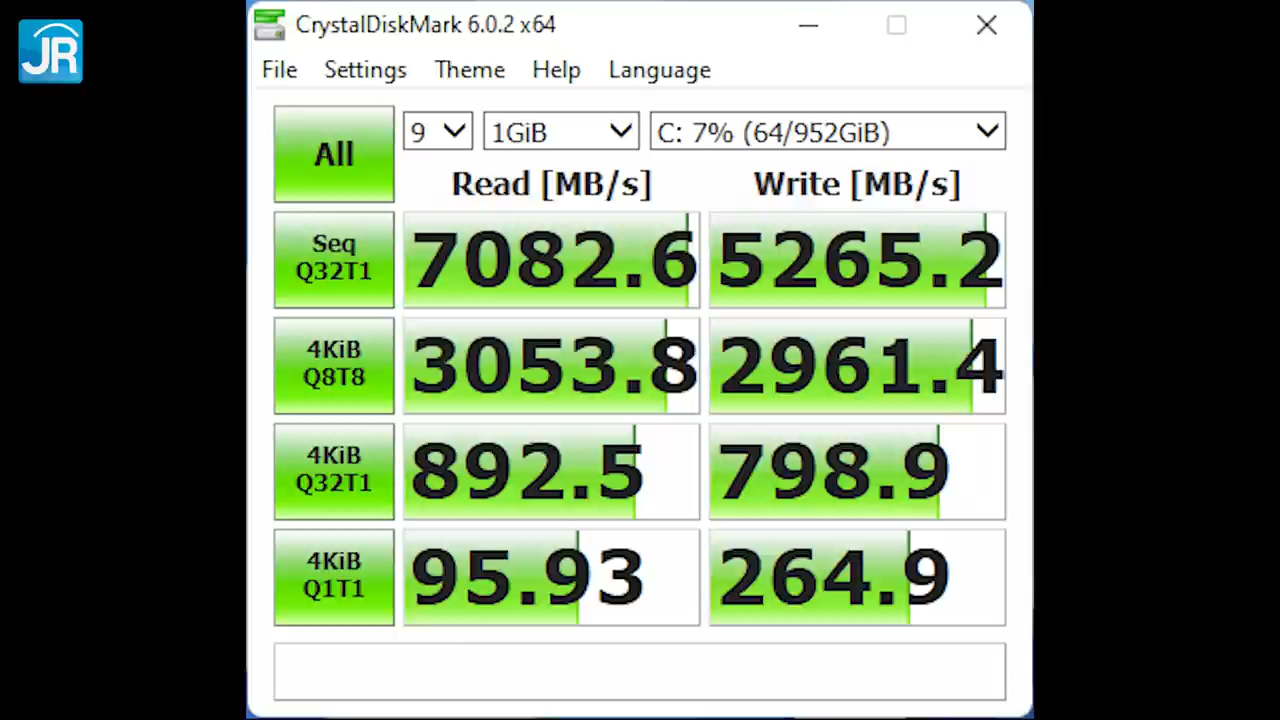 JR
CrystalDiskMark 6.0.2 x64
File Settings Theme Help Language
All 9 1GiB C: 7% (64/952GiB)
Read [MB/s] Write [MB/s]
Seq
Q32T1
7082.6 5265.2
4KiB
Q8T8
3053.8 2961.4
4KiB
Q32T1
892.5 798.9
4KiB
Q1T1
95.93 264.9